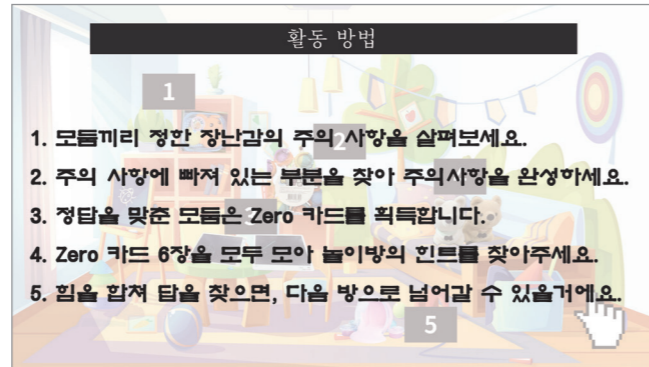 활동 방법
1
1. 모둠끼리 정한 장난감의 주의 사항을 살펴보세요.
2
2. 주의 사항에 빠져 있는 부분을 찾아 주의사항을 완성하세요.
3. 정답을 맞춘 모둠은 Zero 카드를 획득합니다.
3
4. Zero 카드 6장을 모두 모아 놀이방의 힌트를 찾아주세요.
5. 힘을 합쳐 답을 찾으면, 다음 방으로 넘어갈 수 있을거에요.
5